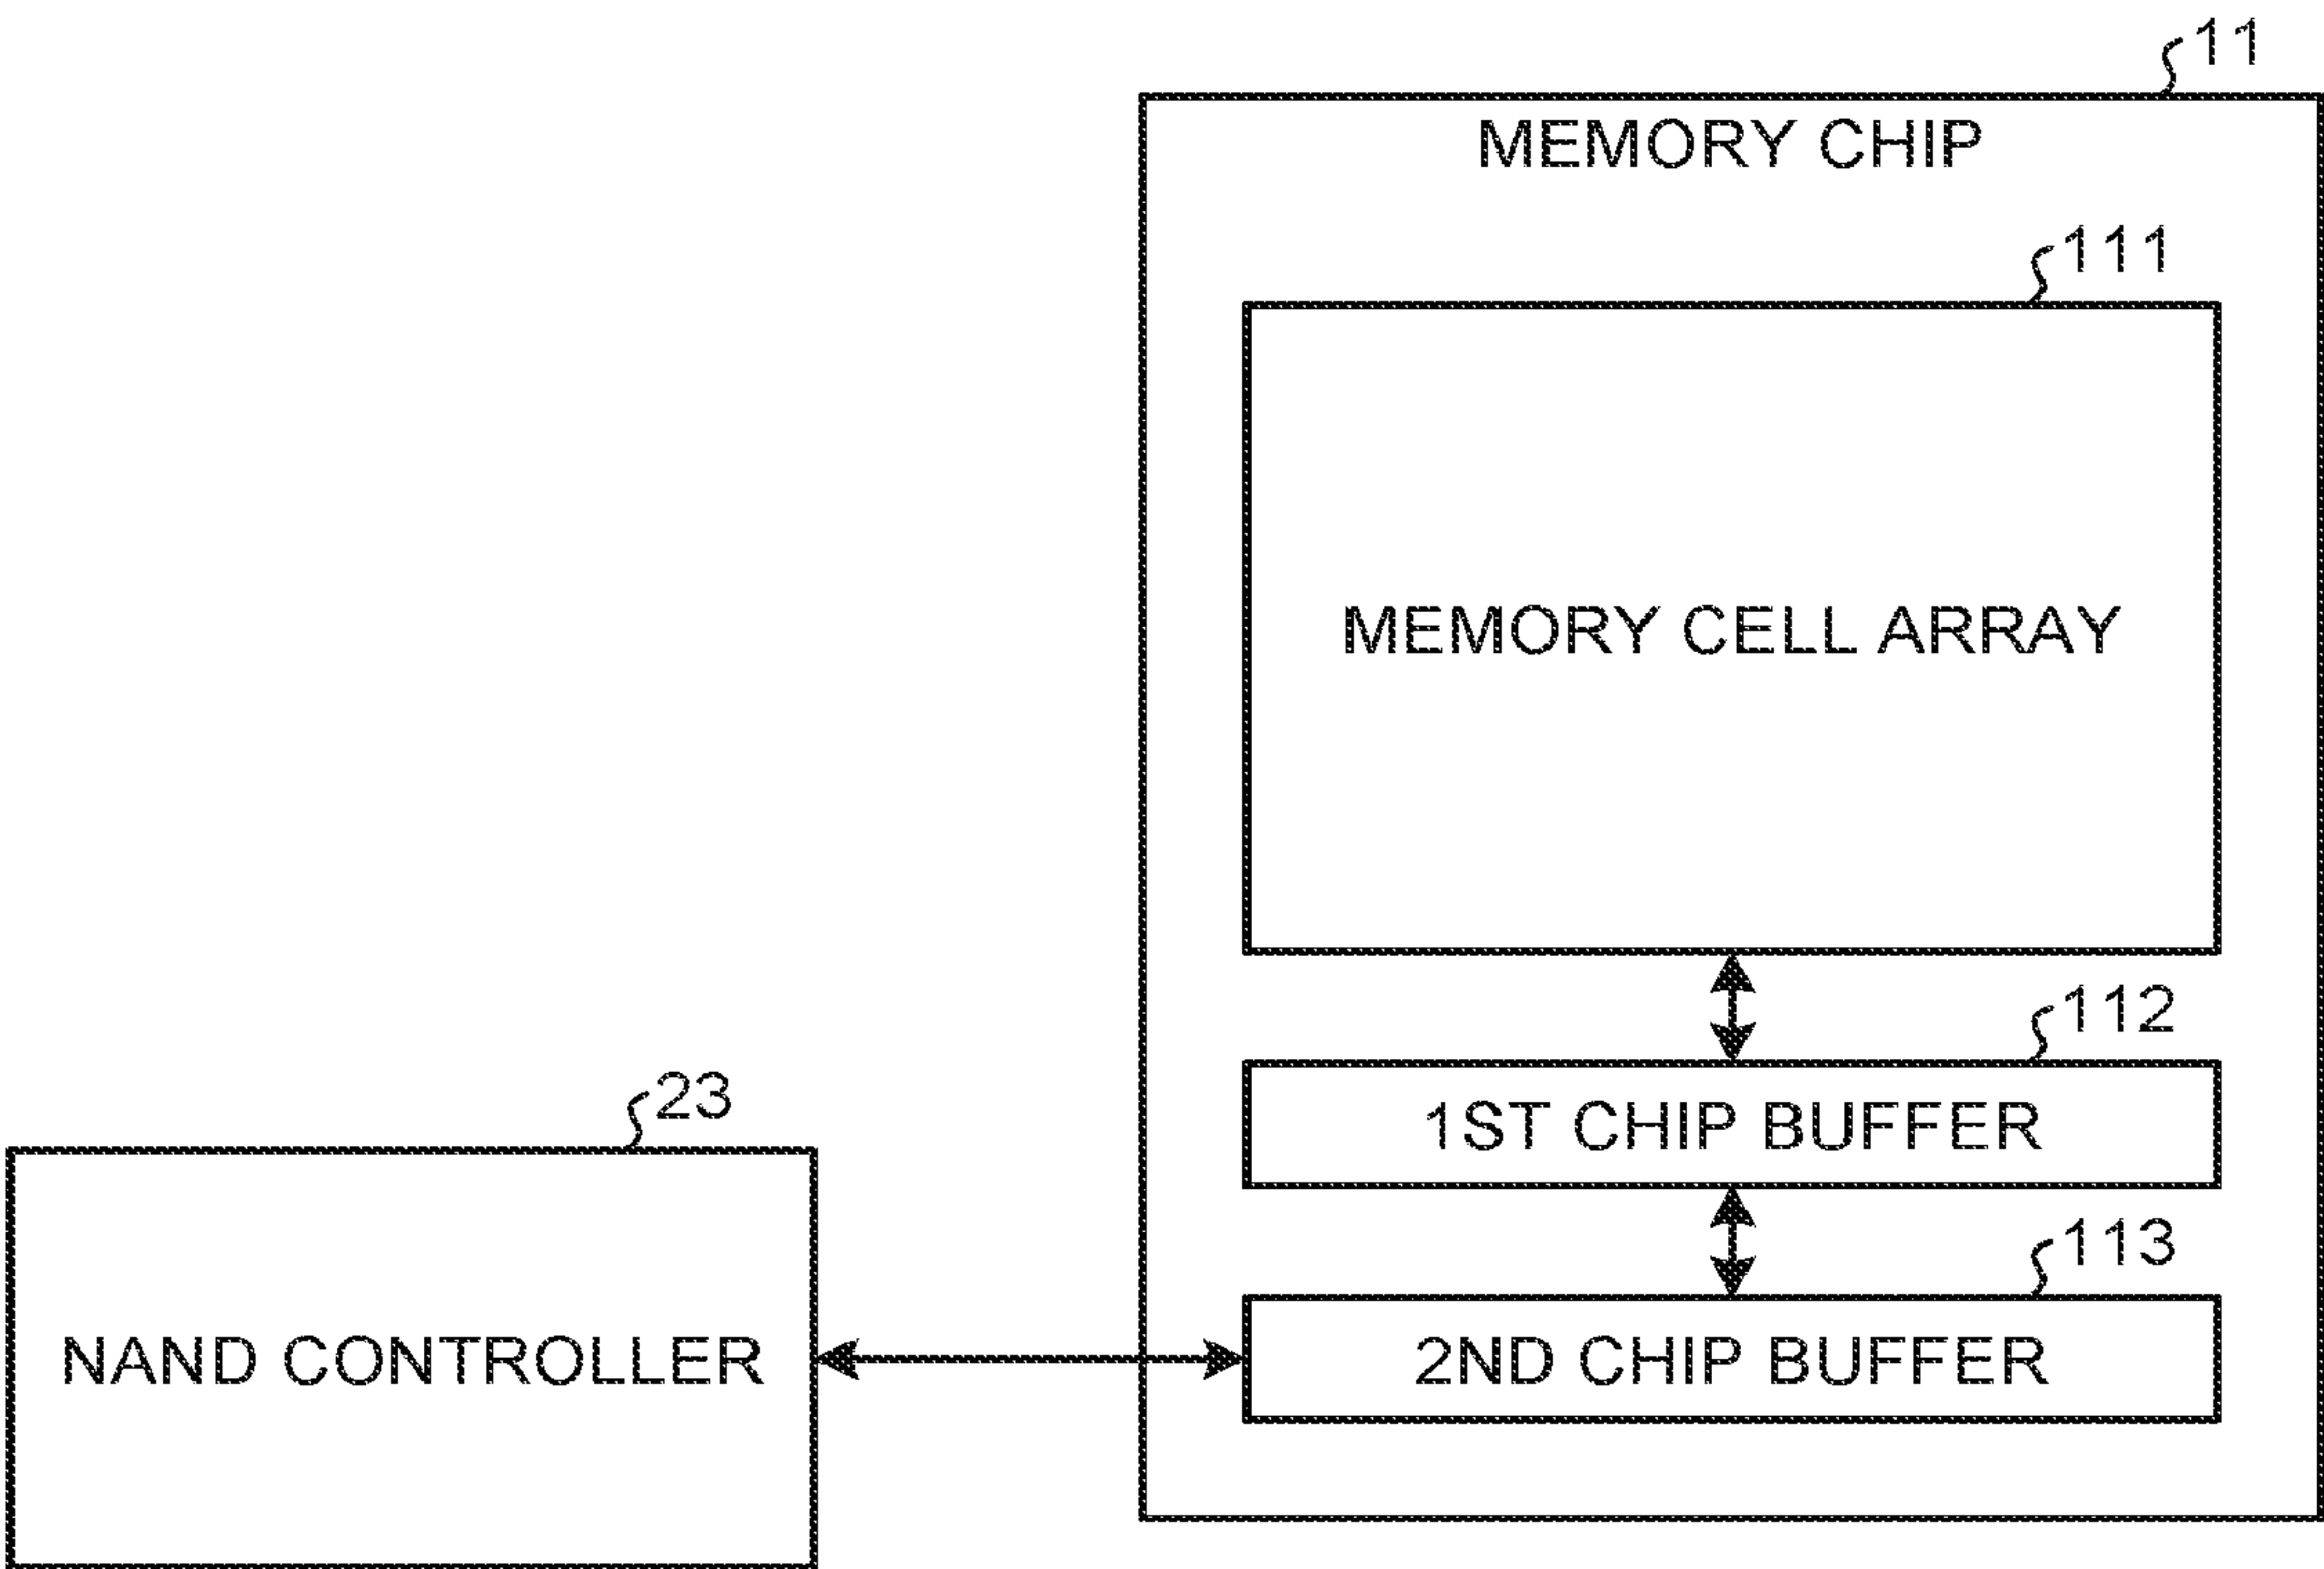 11
MEMORY CHIP
111
MEMORY CELL ARRAY
112
1ST CHIP BUFFER
23
113
NAND CONTROLLER
2ND CHIP BUFFER